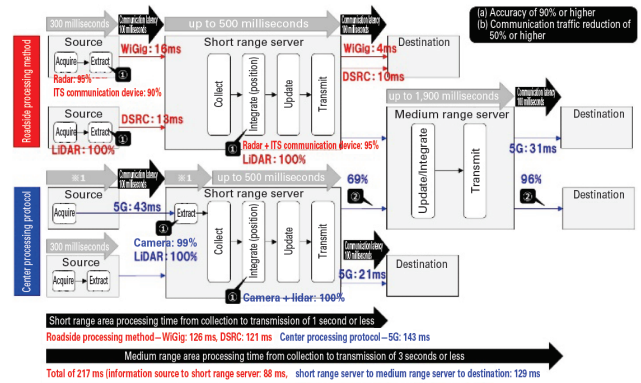 300 milliseconds
Communication latency
100 milliseconds
up to 500 milliseconds
Communication latency
100 milliseconds
(a) Accuracy of 90% or higher
(b) Communication traffic reduction of
50% or higher
Roadside processing method
Source
Acquire
Extract
①
Radar: 95%
ITS communication device: 90%
WiGig: 16ms
Short range server
Collect
Integrate (position)
Update
Transmit
WiGig: 4ms
DSRC: 10ms
Destination
Source
Acquire
Extract
①
LiDAR: 100%
DSRC: 13ms
①
Radar + ITS communication device: 95%
LiDAR: 100%
up to 1,900 milliseconds
Communication latency
100 milliseconds
Medium range server
Update/Integrate
Transmit
5G: 31ms
Destination
Center processing protocol
※1
Communication latency
100 milliseconds
※1
up to 500 milliseconds
Source
Acquire
5G: 43ms
Short range server
Extract
①
Camera: 99%
LiDAR: 100%
Collect
Integrate (position)
Update
Transmit
69%
②
96%
②
Destination
300 milliseconds
Source
Acquire
Extract
①
Camera + lidar: 100%
Communication latency
100 milliseconds
5G: 21ms
Destination
Short range area processing time from collection to transmission of 1 second or less
Roadside processing method—WiGig: 126 ms, DSRC: 121 ms Center processing protocol—5G: 143 ms
Medium range area processing time from collection to transmission of 3 seconds or less
Total of 217 ms (information source to short range server: 88 ms, short range server to medium range server to destination: 129 ms